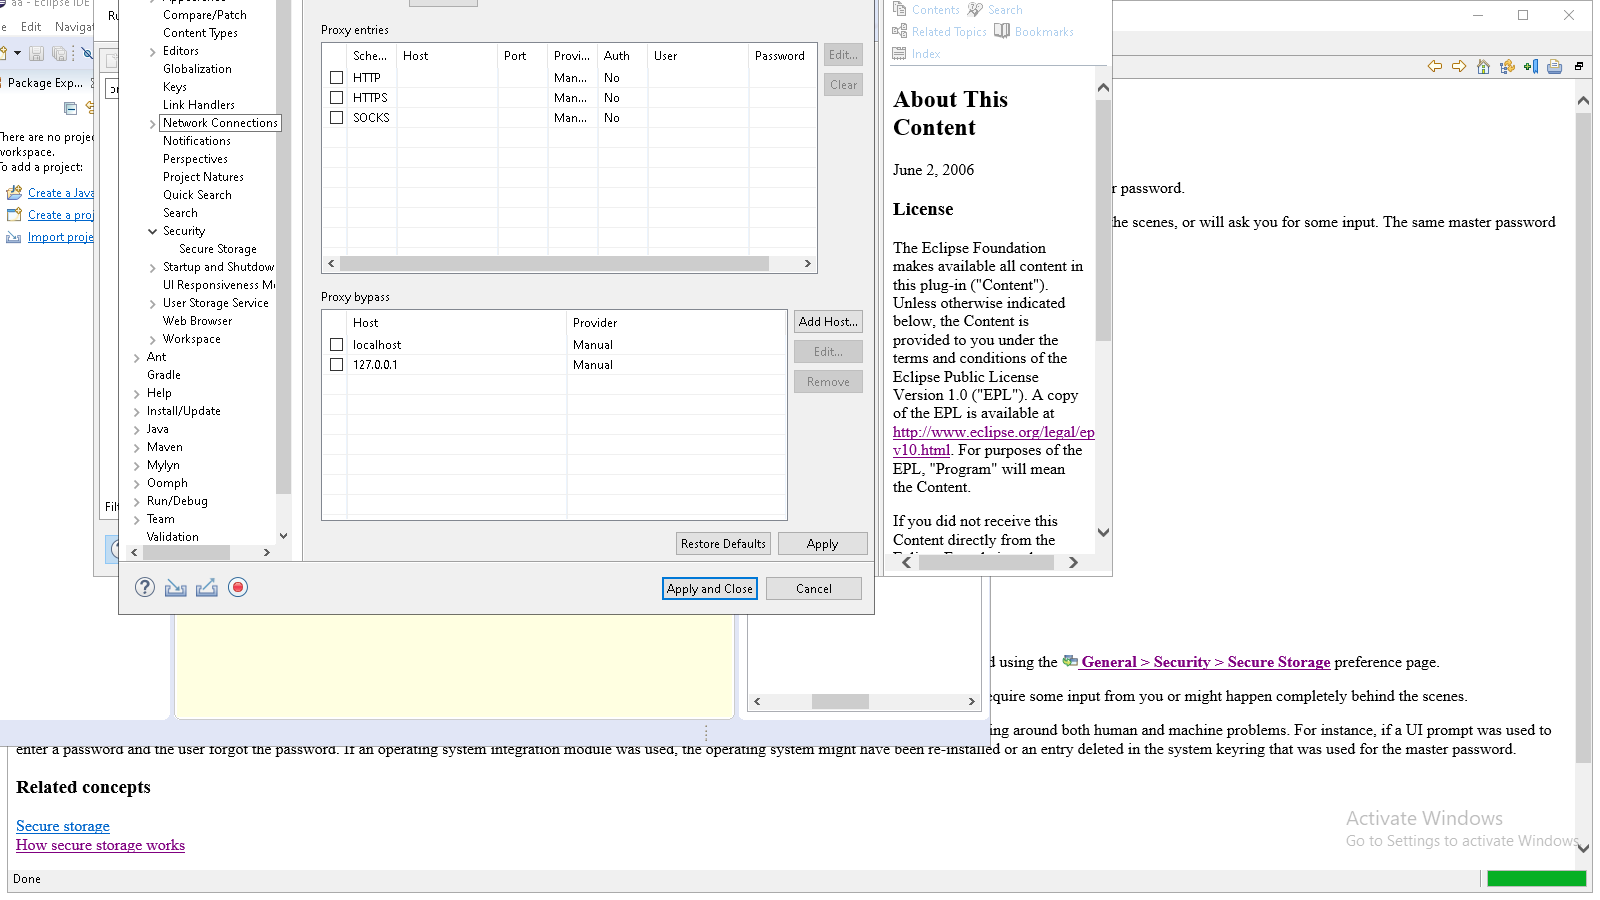 aa - Eclipse IDE
Edit Navigat
Package Exp...
There are no projec
workspace.
To add a project:
Create a Java
Create a proj
Import proje
Compare/Patch
Content Types
Editors
Globalization
Keys
Link Handlers
Network Connections
Notifications
Perspectives
Project Natures
Quick Search
Search
Security
Secure Storage
Startup and Shutdow
UI Responsiveness Mo
User Storage Service
Web Browser
Workspace
Ant
Gradle
Help
Install/Update
Java
Maven
Mylyn
Oomph
Run/Debug
Team
Validation
Proxy entries
Sche... Host Port Provi... Auth User Password
HTTP Man... No
HTTPS Man... No
SOCKS Man... No
Edit...
Clear
Proxy bypass
Host Provider
localhost Manual
127.0.0.1 Manual
Add Host...
Edit...
Remove
Restore Defaults Apply
Apply and Close Cancel
Contents Search
Related Topics Bookmarks
Index
About This
Content
June 2, 2006
License
The Eclipse Foundation
makes available all content in
this plug-in ("Content").
Unless otherwise indicated
below, the Content is
provided to you under the
terms and conditions of the
Eclipse Public License
Version 1.0 ("EPL"). A copy
of the EPL is available at
http://www.eclipse.org/legal/ep
v10.html. For purposes of the
EPL, "Program" will mean
the Content.
If you did not receive this
Content directly from the
r password.
he scenes, or will ask you for some input. The same master password
d using the General > Security > Secure Storage preference page.
equire some input from you or might happen completely behind the scenes.
ing around both human and machine problems. For instance, if a UI prompt was used to
enter a password and the user forgot the password. If an operating system integration module was used, the operating system might have been re-installed or an entry deleted in the system keyring that was used for the master password.
Related concepts
Secure storage
How secure storage works
Activate Windows
Go to Settings to activate Windows.
Done